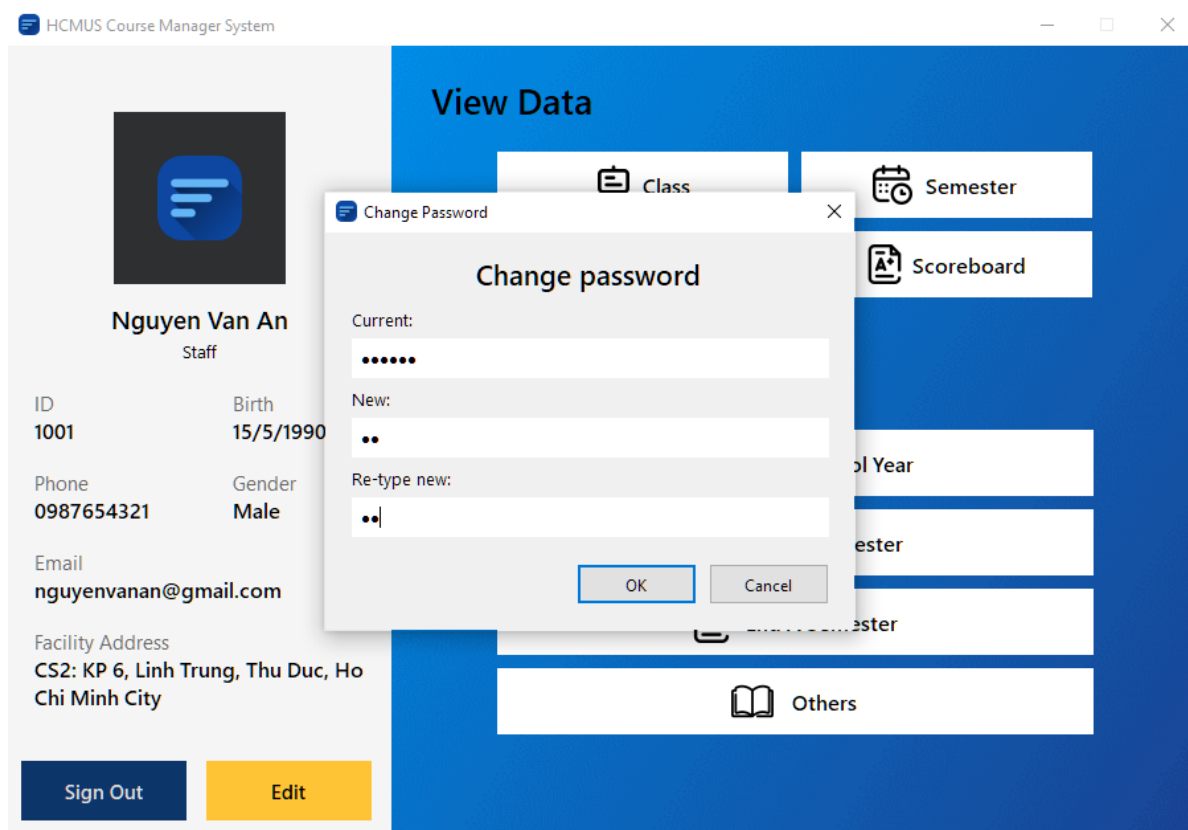 HCMUS Course Manager System
Nguyen Van An
Staff
ID
Birth
1001
15/5/1990
Phone
Gender
0987654321
Male
Email
nguyenvanan@gmail.com
Facility Address
CS2: KP 6, Linh Trung, Thu Duc, Ho
Chi Minh City
Sign Out
Edit
View Data
Class
Semester
Scoreboard
Change Password
Change password
Current:
••••••
New:
••
Re-type new:
••
OK
Cancel
ol Year
ester
ester
Others